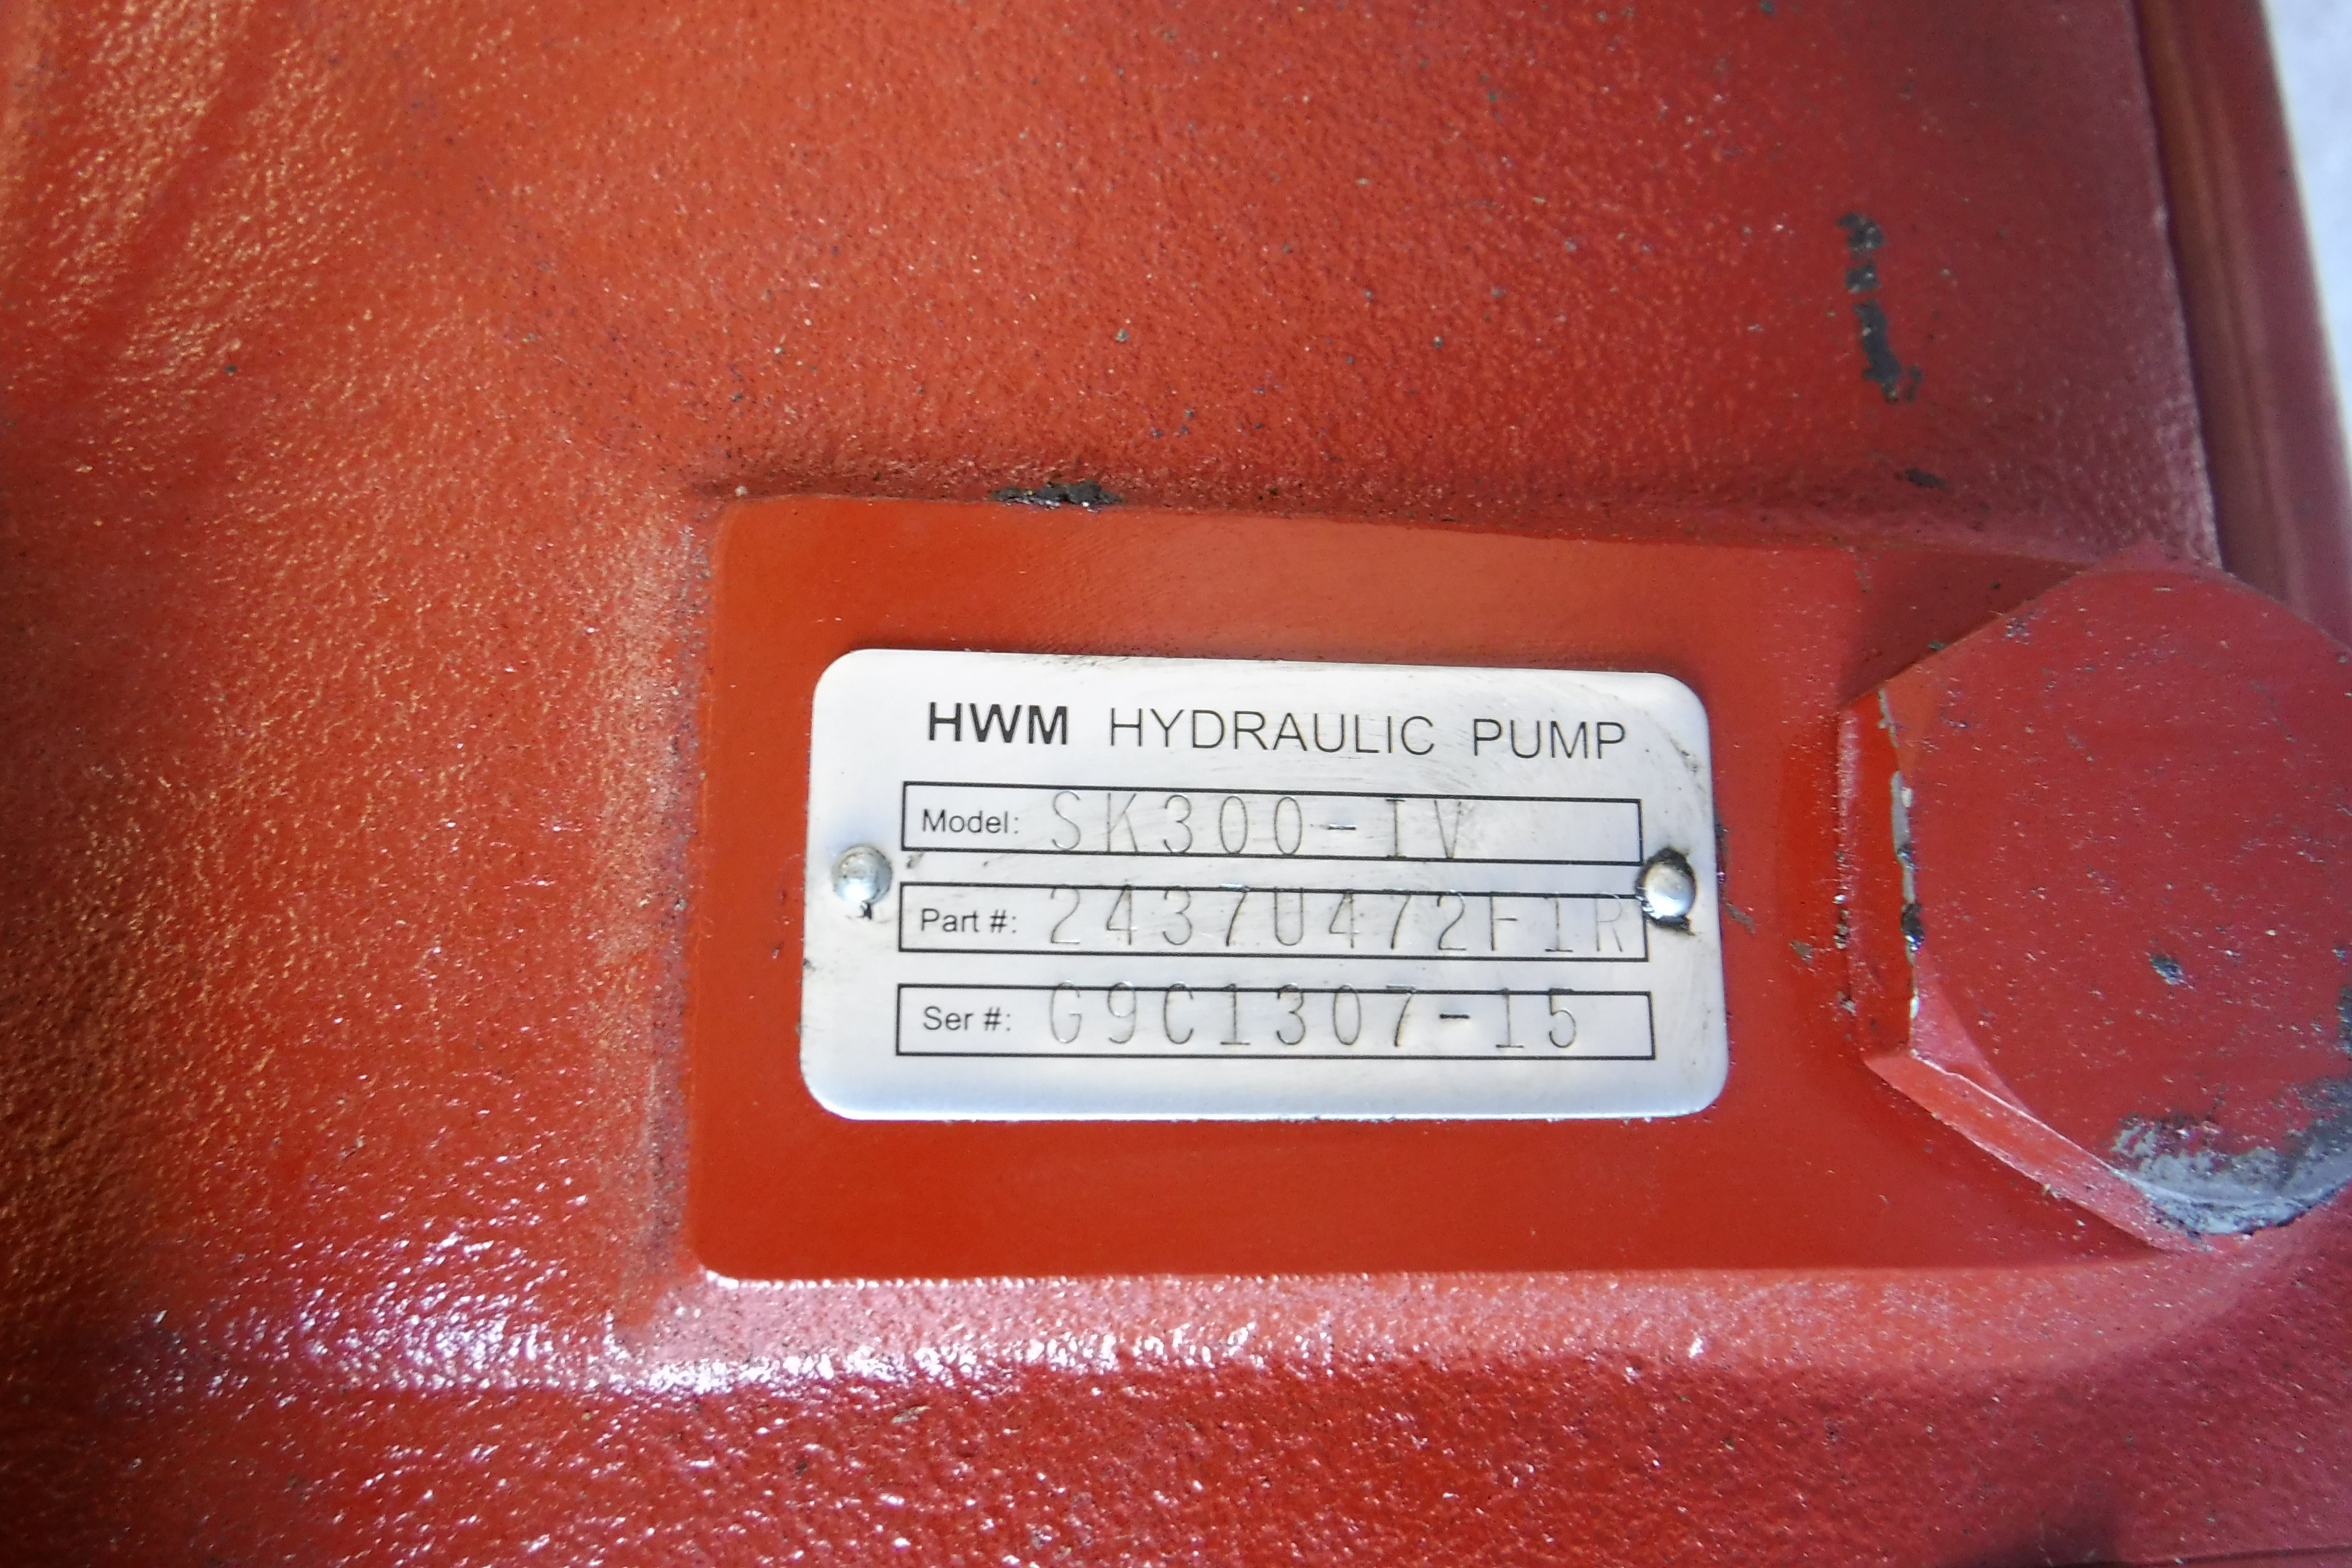 HWM HYDRAULIC PUMP
Model: SK300-IV
Part #: 2437U472F1R
Ser #: G9C1307-15